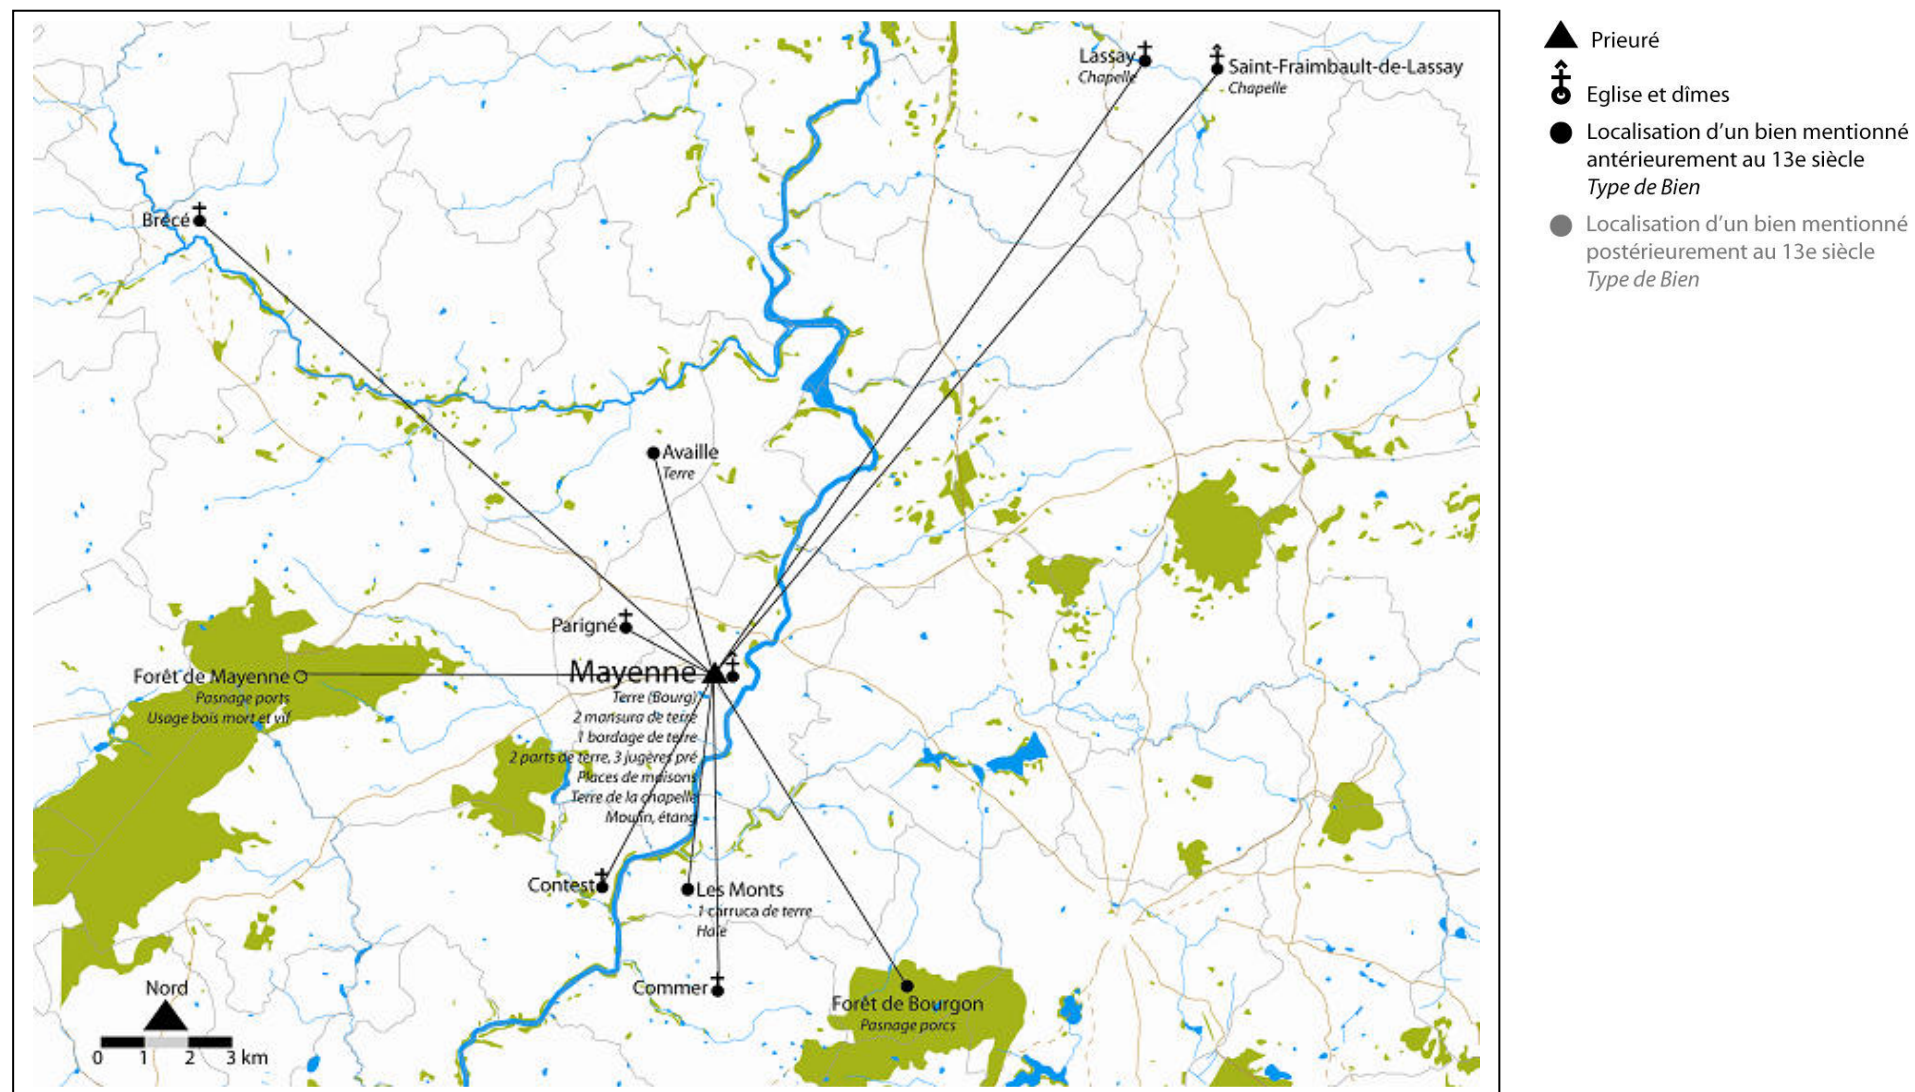 Lassay
Chapelle
Saint-Fraimbault-de-Lassay
Chapelle
Brécé
Availle
Terre
Parigné
Mayenne
Terre (Bourg)
2 mansura de terre
1 bordage de terre
2 parts de terre, 3 jugères pré
Places de maisons
Terre de la chapelle
Moulin, étang
Forêt de Mayenne
Pasnage ports
Usage bois mort et vif
Contest
Les Monts
1 carruca de terre
Haie
Commer
Forêt de Bourgon
Pasnage porcs
Nord
0 1 2 3 km
Prieuré
Eglise et dîmes
Localisation d’un bien mentionné
antérieurement au 13e siècle
Type de Bien
Localisation d’un bien mentionné
postérieurement au 13e siècle
Type de Bien